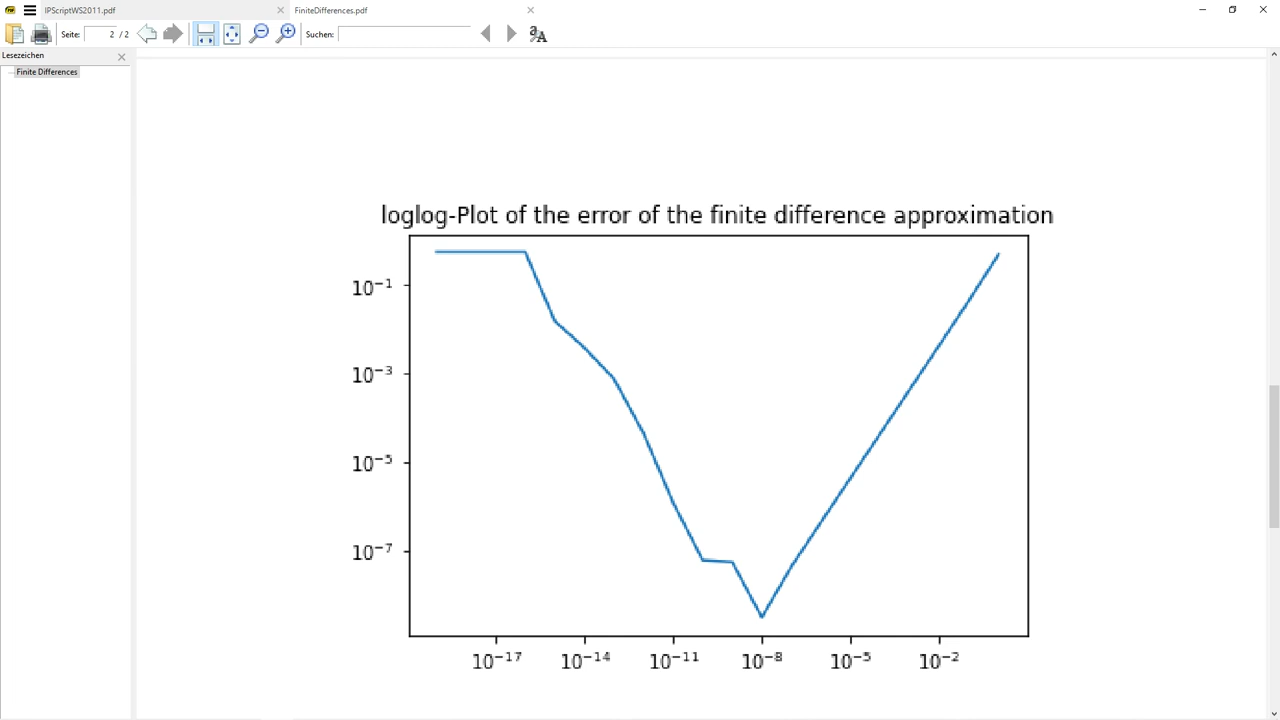 IPScriptWS2011.pdf
FiniteDifferences.pdf
Seite: 2 / 2
Suchen:
Lesezeichen
Finite Differences
loglog-Plot of the error of the finite difference approximation
10⁻¹
10⁻³
10⁻⁵
10⁻⁷
10⁻¹⁷ 10⁻¹⁴ 10⁻¹¹ 10⁻⁸ 10⁻⁵ 10⁻²